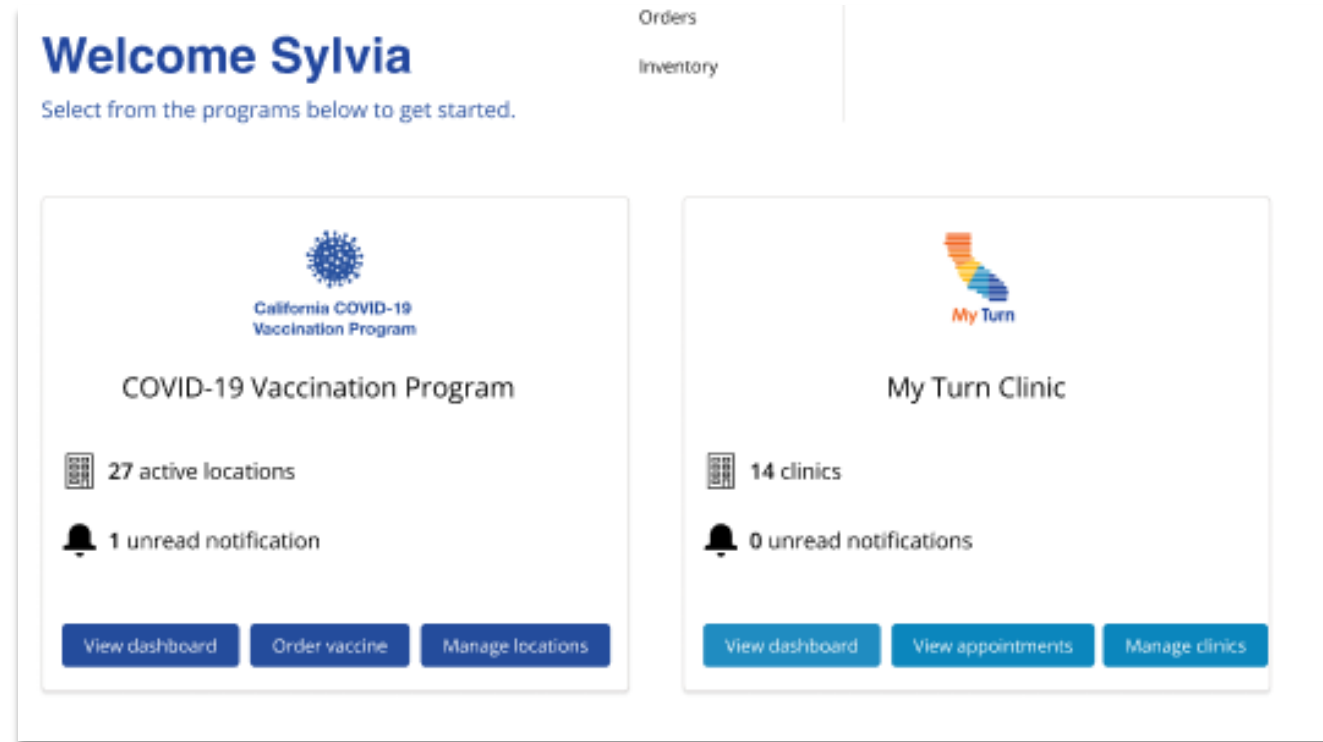 Orders
Welcome Sylvia
Inventory
Select from the programs below to get started.
California COVID-19
Vaccination Program
COVID-19 Vaccination Program
27 active locations
1 unread notification
View dashboard
Order vaccine
Manage locations
My Turn
My Turn Clinic
14 clinics
0 unread notifications
View dashboard
View appointments
Manage clinics